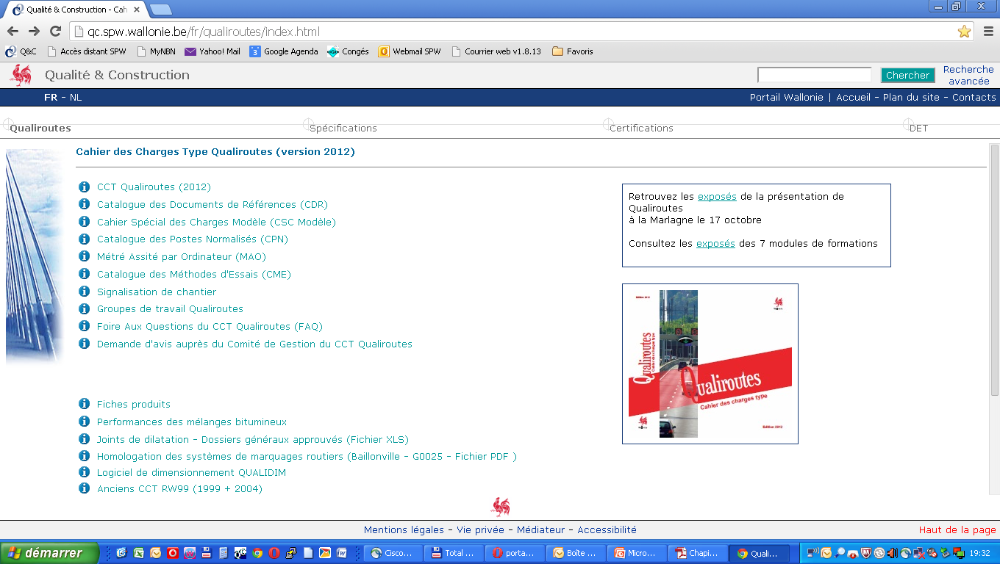 Qualité & Construction - Cah
qc.spw.wallonie.be/fr/qualiroutes/index.html
Q&C Accès distant SPW MyNBN Yahoo! Mail 3 Google Agenda Congés Webmail SPW Courrier web v1.8.13 Favoris
Qualité & Construction
Chercher
Recherche
avancée
FR - NL
Portail Wallonie | Accueil - Plan du site - Contacts
Qualiroutes Spécifications Certifications DET
Cahier des Charges Type Qualiroutes (version 2012)
CCT Qualiroutes (2012)
Catalogue des Documents de Références (CDR)
Cahier Spécial des Charges Modèle (CSC Modèle)
Catalogue des Postes Normalisés (CPN)
Métré Assité par Ordinateur (MAO)
Catalogue des Méthodes d'Essais (CME)
Signalisation de chantier
Groupes de travail Qualiroutes
Foire Aux Questions du CCT Qualiroutes (FAQ)
Demande d'avis auprès du Comité de Gestion du CCT Qualiroutes
Fiches produits
Performances des mélanges bitumineux
Joints de dilatation - Dossiers généraux approuvés (Fichier XLS)
Homologation des systèmes de marquages routiers (Baillonville - G0025 - Fichier PDF )
Logiciel de dimensionnement QUALIDIM
Anciens CCT RW99 (1999 + 2004)
Retrouvez les exposés de la présentation de
Qualiroutes
à la Marlagne le 17 octobre
Consultez les exposés des 7 modules de formations
Edition 2012
Qualiroutes
Cahier des charges type
Qualiroutes
Cahier des charges type
Edition 2012
Mentions légales - Vie privée - Médiateur - Accessibilité
Haut de la page
démarrer
Cisco... Total ... porta... Boîte ... Micro... Chapi... Quali...
19:32